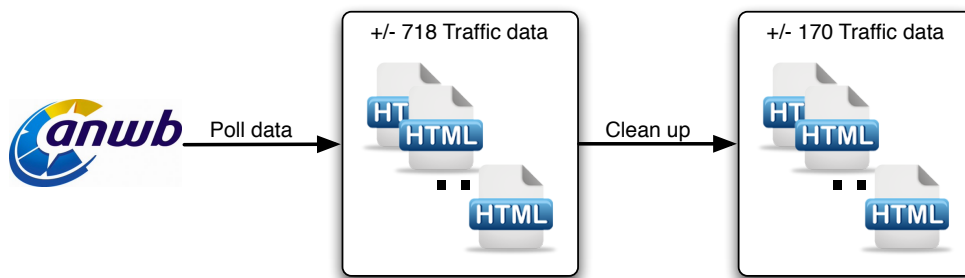 +/- 718 Traffic data
+/- 170 Traffic data
anwb
Poll data
Clean up
HT
HTML
HTML
HT
HTML
HTML